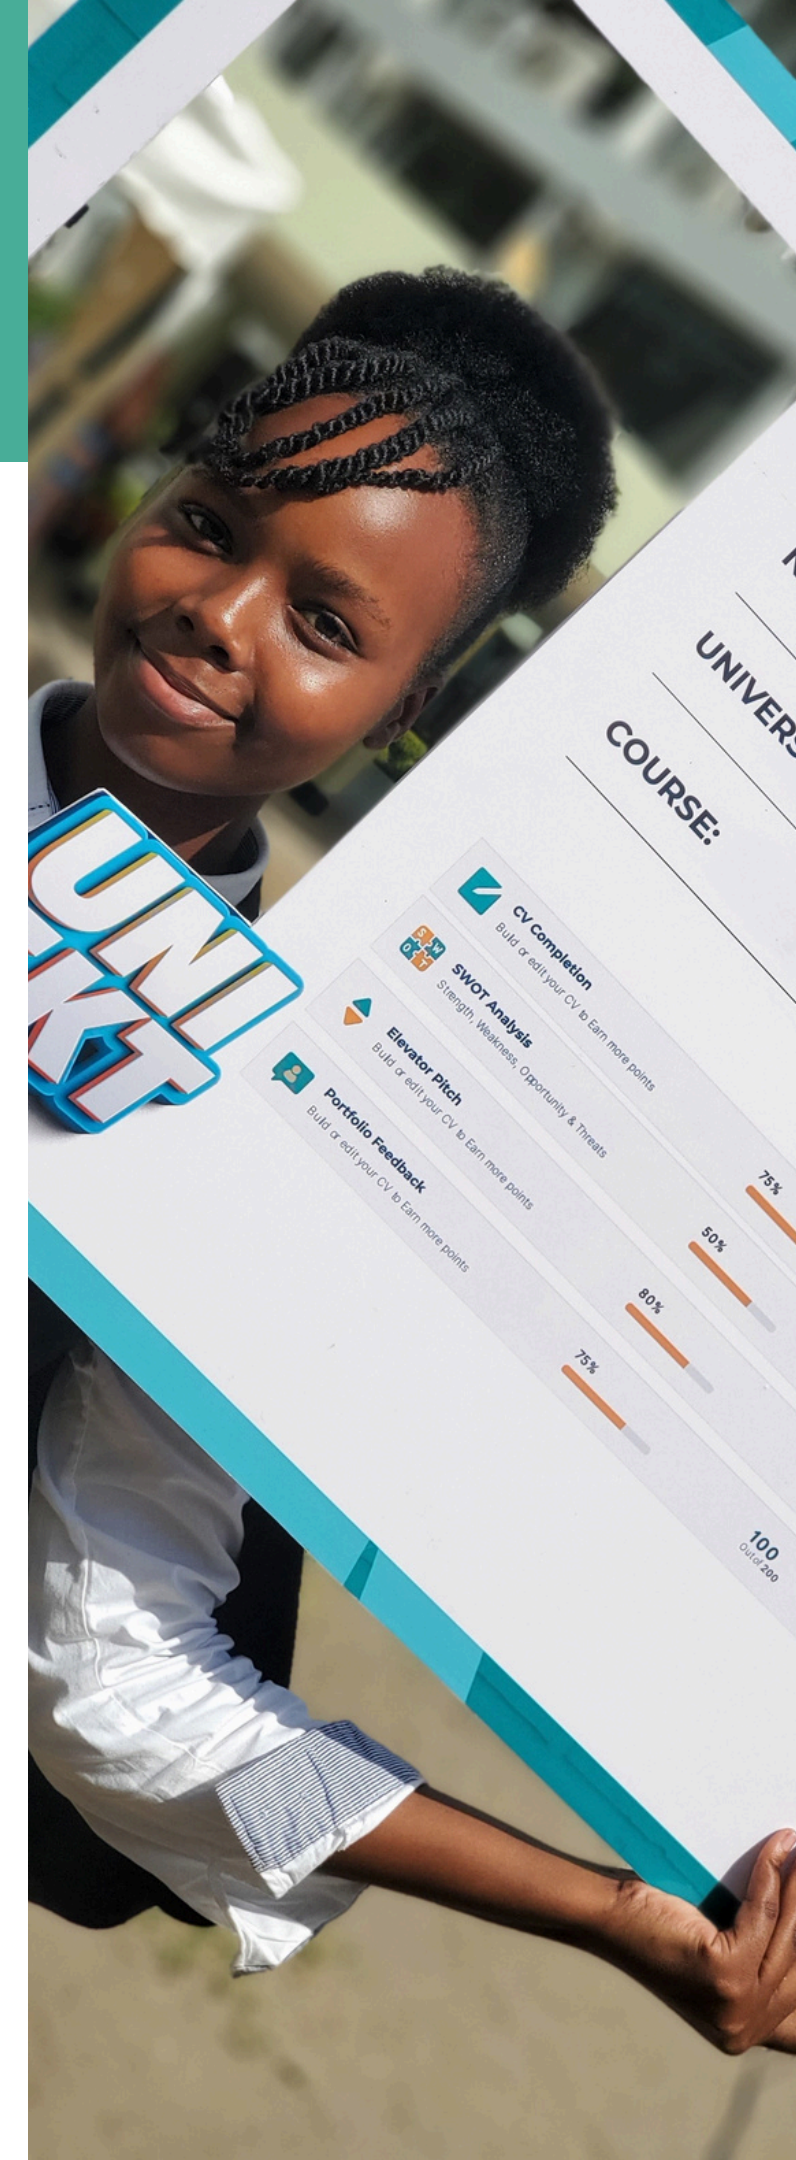 UNI
KT
UNIVERS
COURSE:
CV Completion
Build or edit your CV to Earn more points
75%
SWOT
SWOT Analysis
Strength, Weakness, Opportunity & Threats
50%
Elevator Pitch
Build or edit your CV to Earn more points
80%
Portfolio Feedback
Build or edit your CV to Earn more points
75%
100
Out of 200